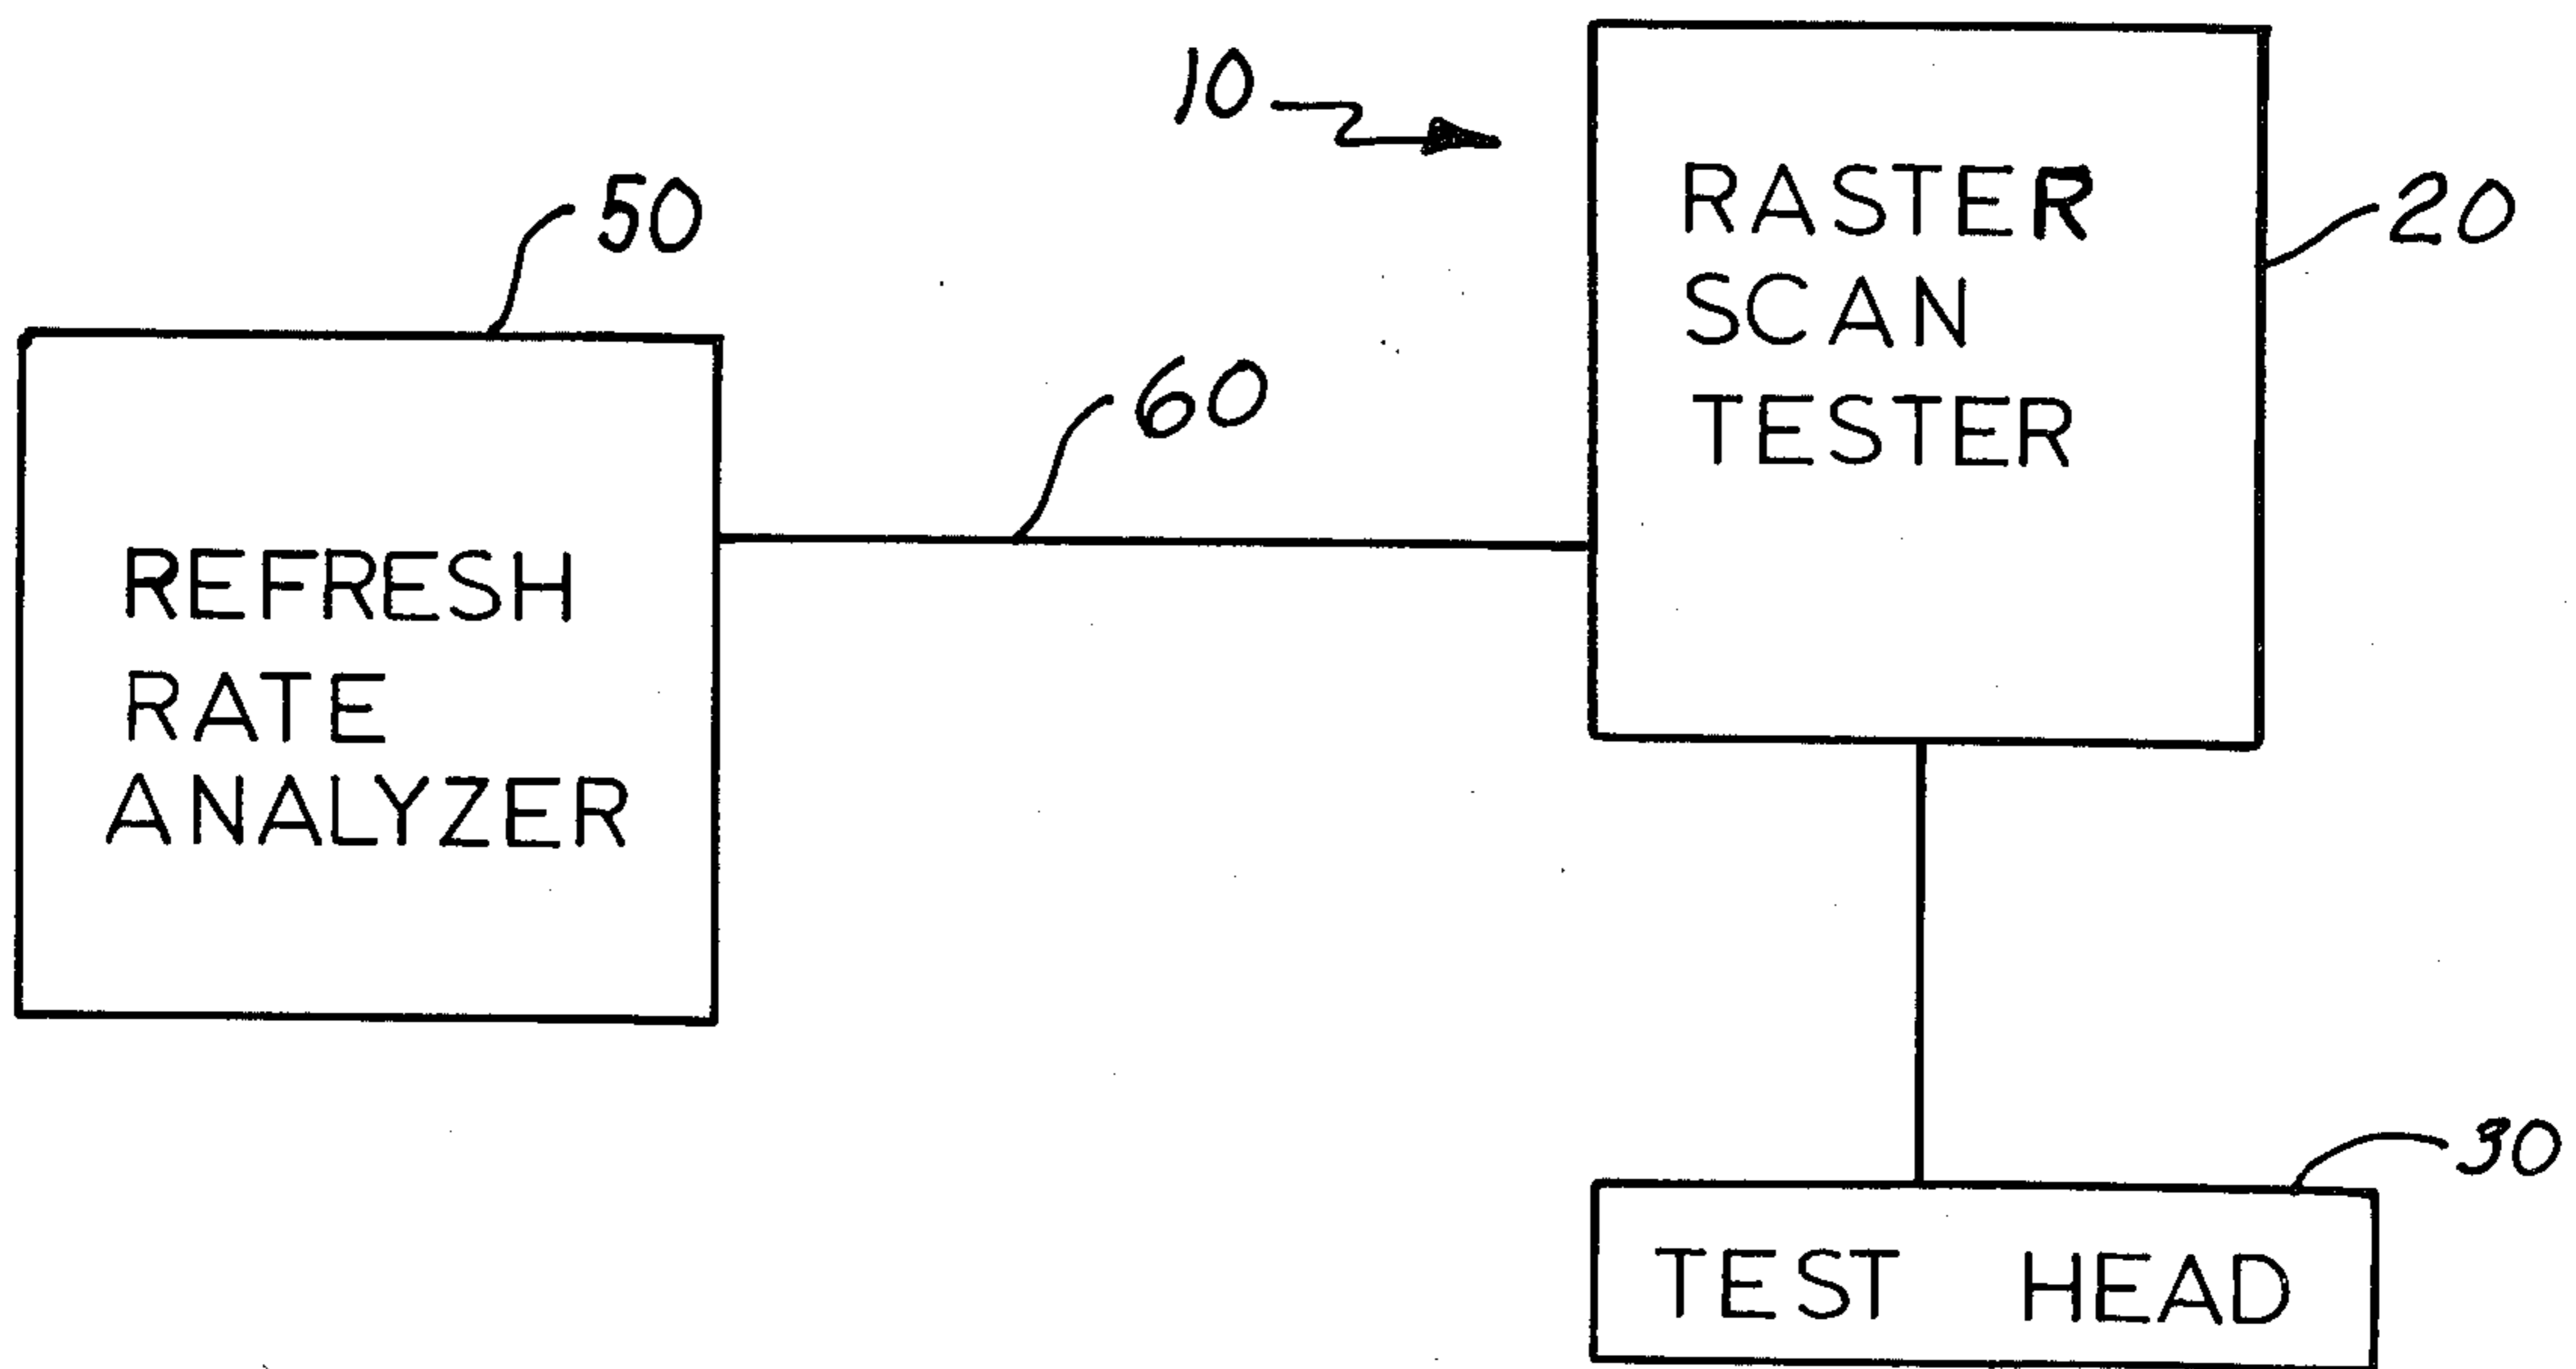 10
RASTER
SCAN
TESTER
20
50
60
REFRESH
RATE
ANALYZER
30
TEST HEAD